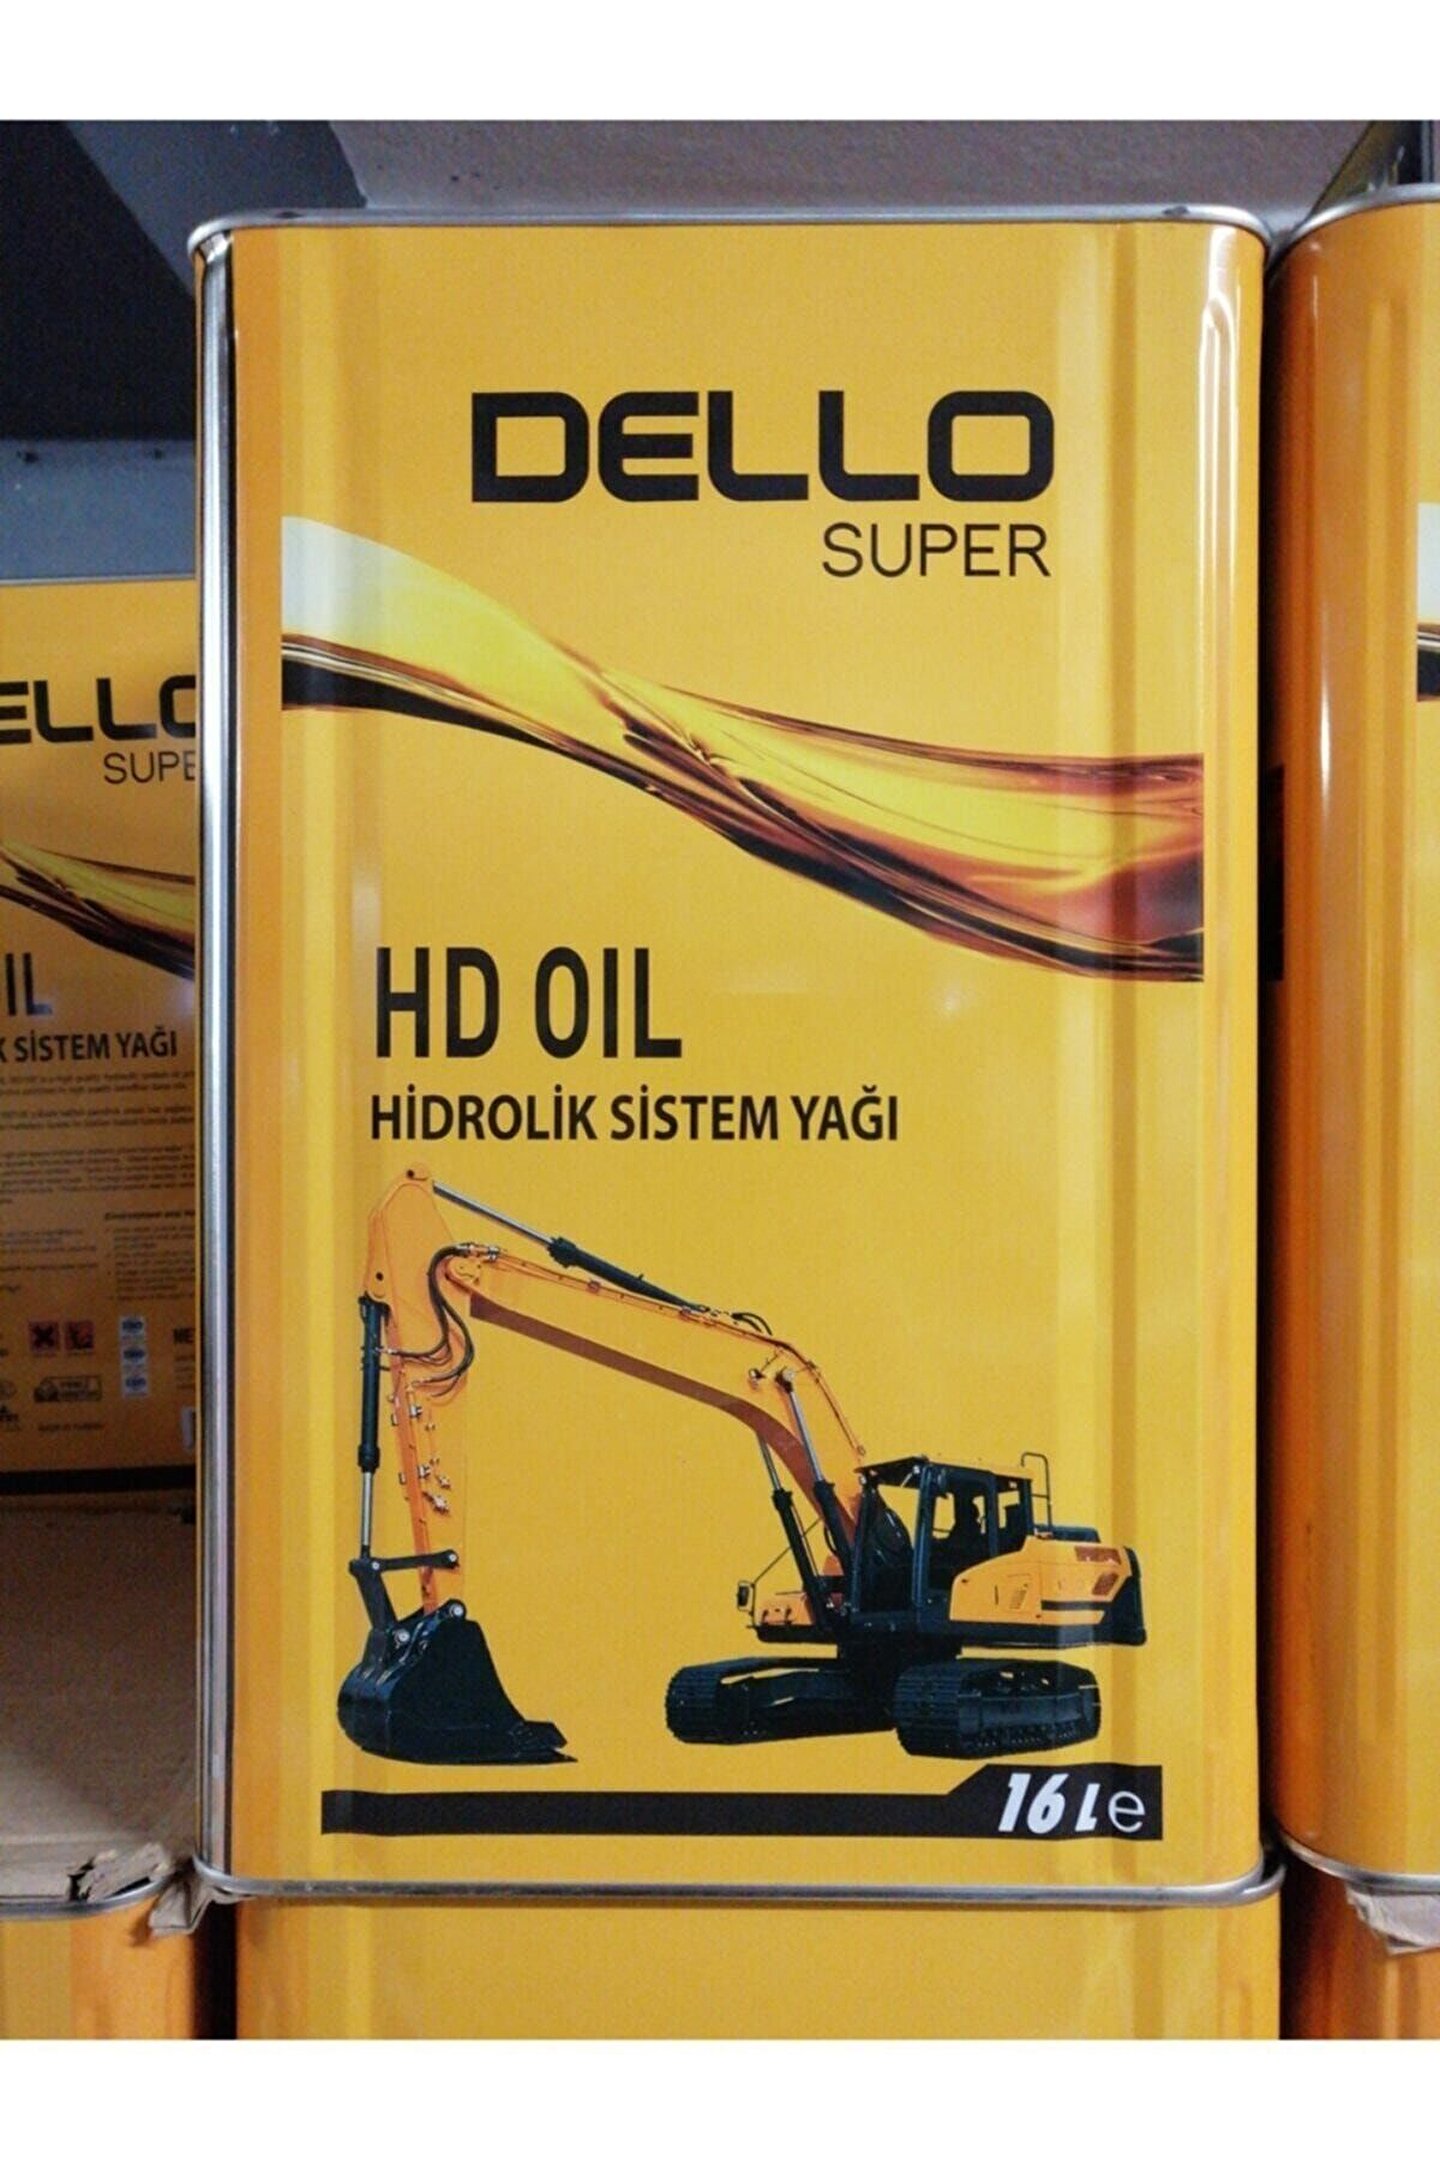 DELLO
SUPER
HD OIL
HİDROLİK SİSTEM YAĞI
16 L e
ELLO
SUPE
IL
K SİSTEM YAĞI